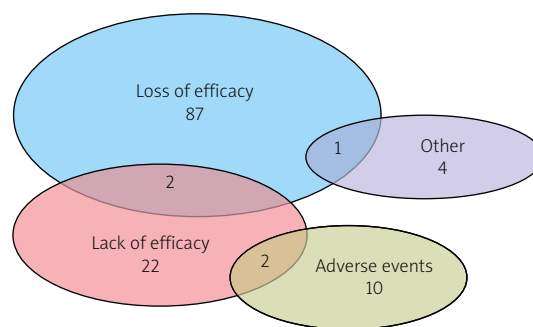 Loss of efficacy
87
1
Other
4
2
Lack of efficacy
22
2
Adverse events
10